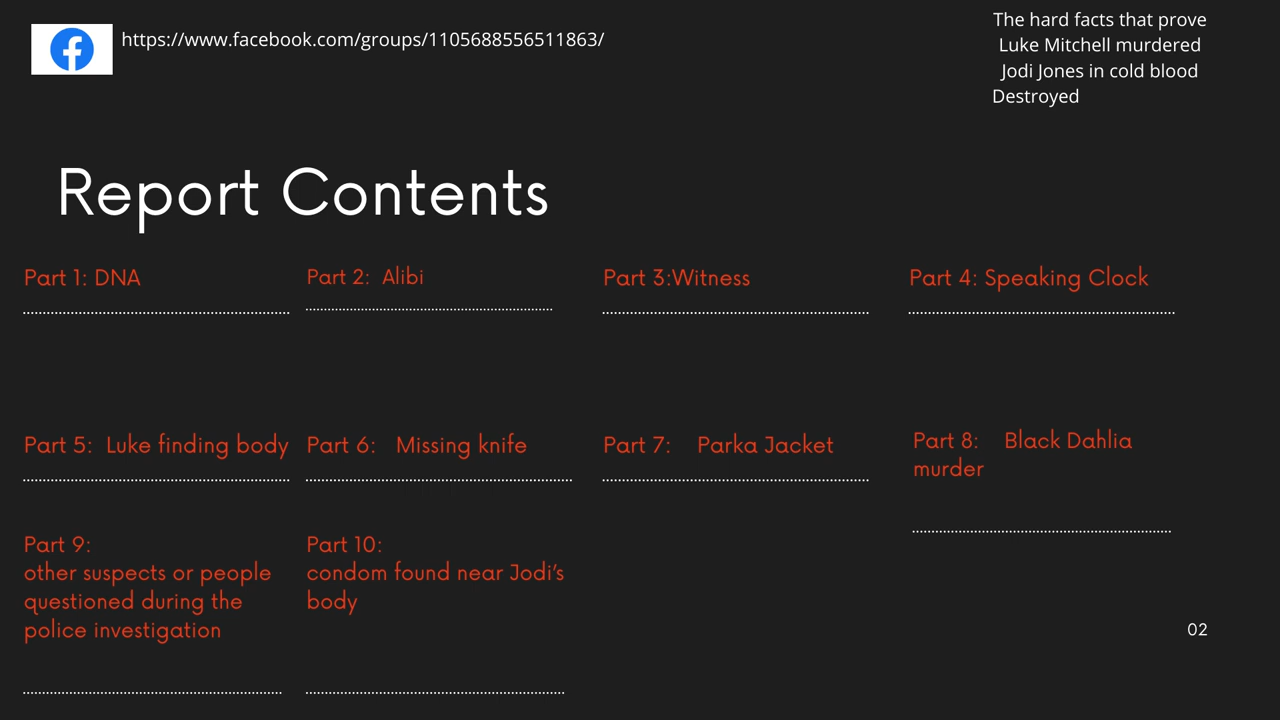 https://www.facebook.com/groups/1105688556511863/
The hard facts that prove
Luke Mitchell murdered
Jodi Jones in cold blood
Destroyed
Report Contents
Part 1: DNA
Part 2: Alibi
Part 3:Witness
Part 4: Speaking Clock
Part 5: Luke finding body
Part 6: Missing knife
Part 7: Parka Jacket
Part 8: Black Dahlia
murder
Part 9:
other suspects or people
questioned during the
police investigation
Part 10:
condom found near Jodi's
body
02